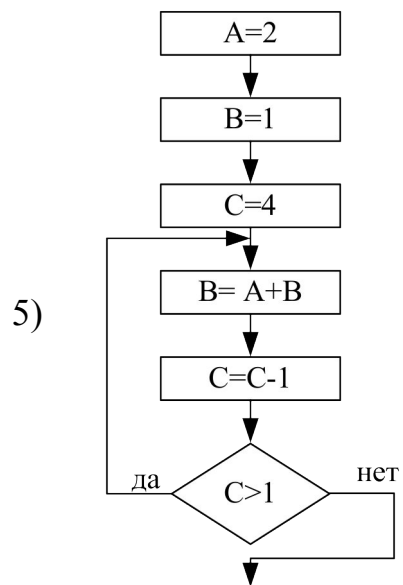 A=2
B=1
C=4
5)
B= A+B
C=C-1
да
C>1
нет